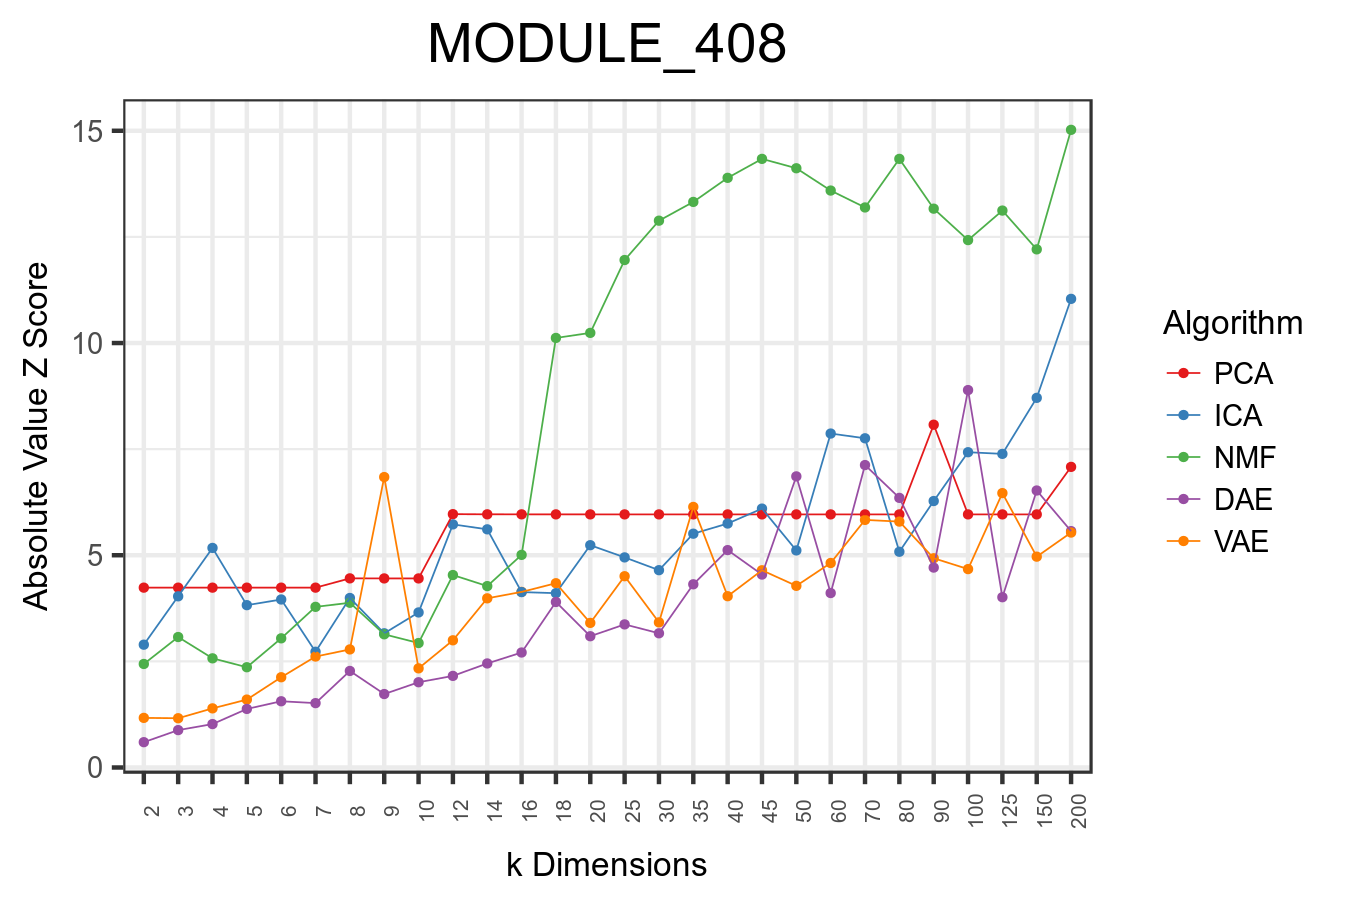 MODULE_408
Absolute Value Z Score
15
10
5
0
2 3 4 5 6 7 8 9 10 12 14 16 18 20 25 30 35 40 45 50 60 70 80 90 100 125 150 200
k Dimensions
Algorithm
PCA
ICA
NMF
DAE
VAE